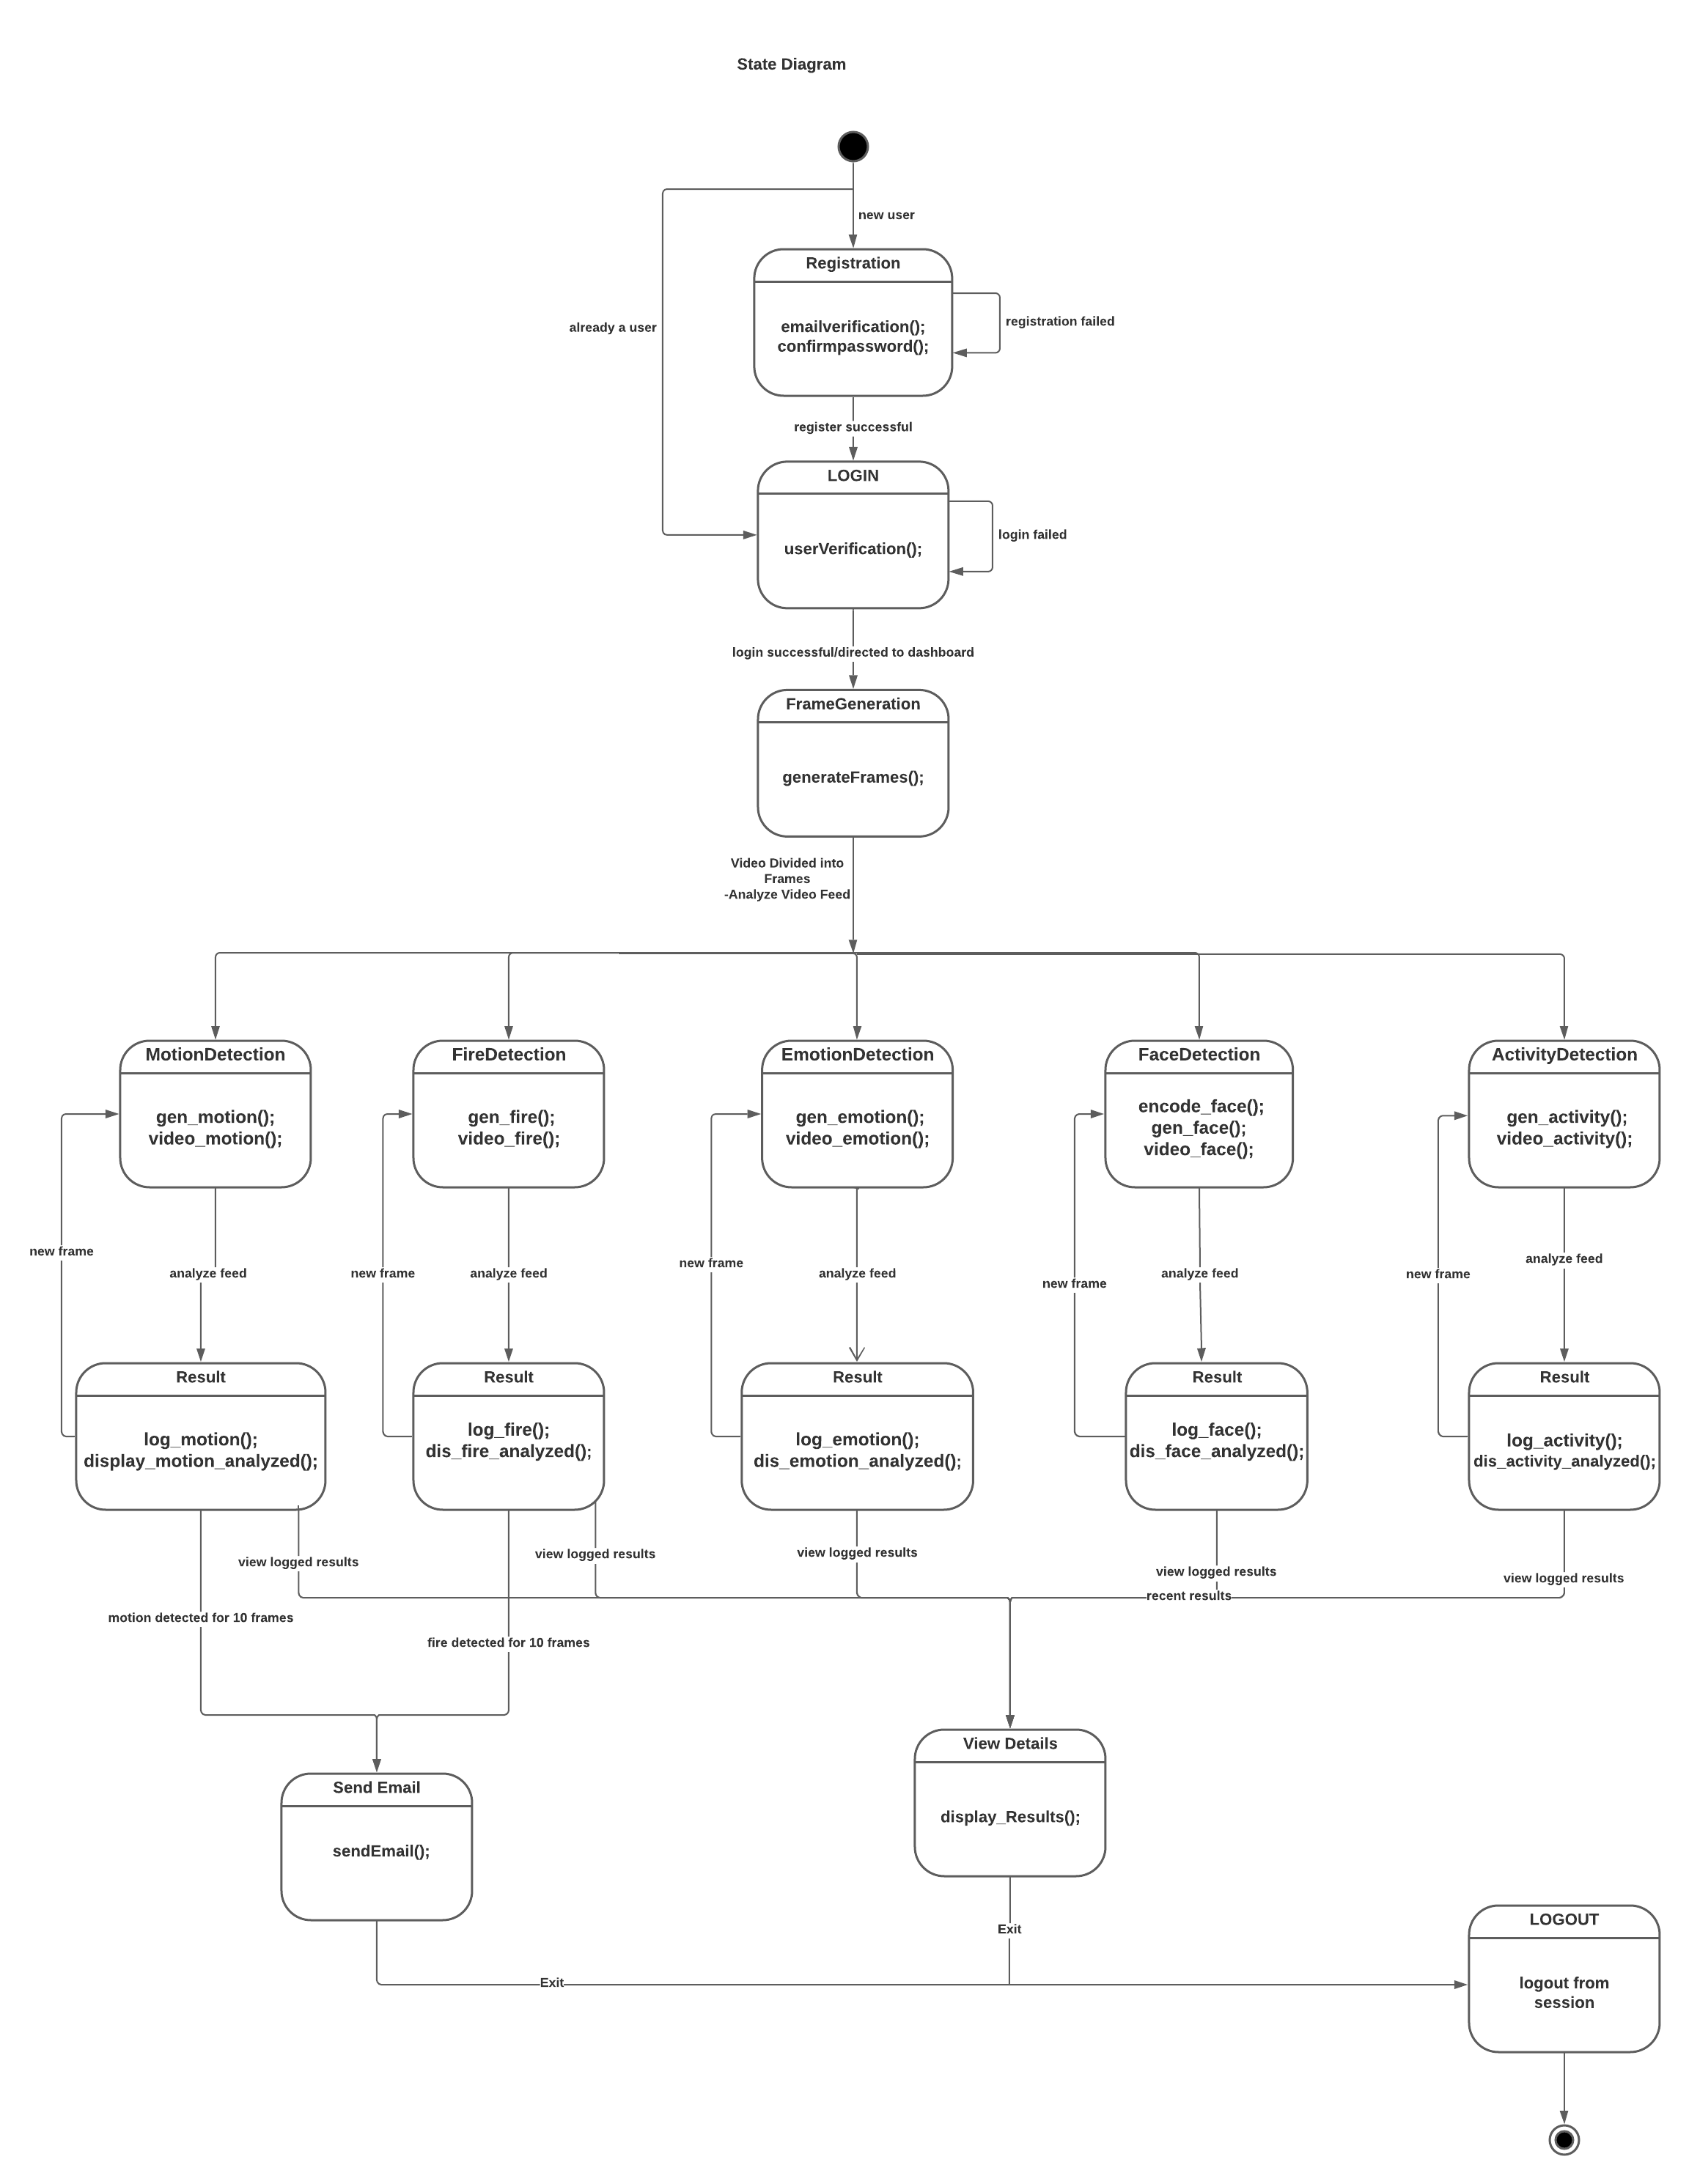 State Diagram
new user
Registration
emailverification();
confirmpassword();
registration failed
already a user
register successful
LOGIN
userVerification();
login failed
login successful/directed to dashboard
FrameGeneration
generateFrames();
Video Divided into
Frames
-Analyze Video Feed
MotionDetection
gen_motion();
video_motion();
FireDetection
gen_fire();
video_fire();
EmotionDetection
gen_emotion();
video_emotion();
FaceDetection
encode_face();
gen_face();
video_face();
ActivityDetection
gen_activity();
video_activity();
new frame
analyze feed
new frame
analyze feed
new frame
analyze feed
new frame
analyze feed
new frame
analyze feed
Result
log_motion();
display_motion_analyzed();
Result
log_fire();
dis_fire_analyzed();
Result
log_emotion();
dis_emotion_analyzed();
Result
log_face();
dis_face_analyzed();
Result
log_activity();
dis_activity_analyzed();
view logged results
view logged results
view logged results
view logged results
recent results
view logged results
motion detected for 10 frames
fire detected for 10 frames
View Details
display_Results();
Send Email
sendEmail();
Exit
Exit
LOGOUT
logout from
session